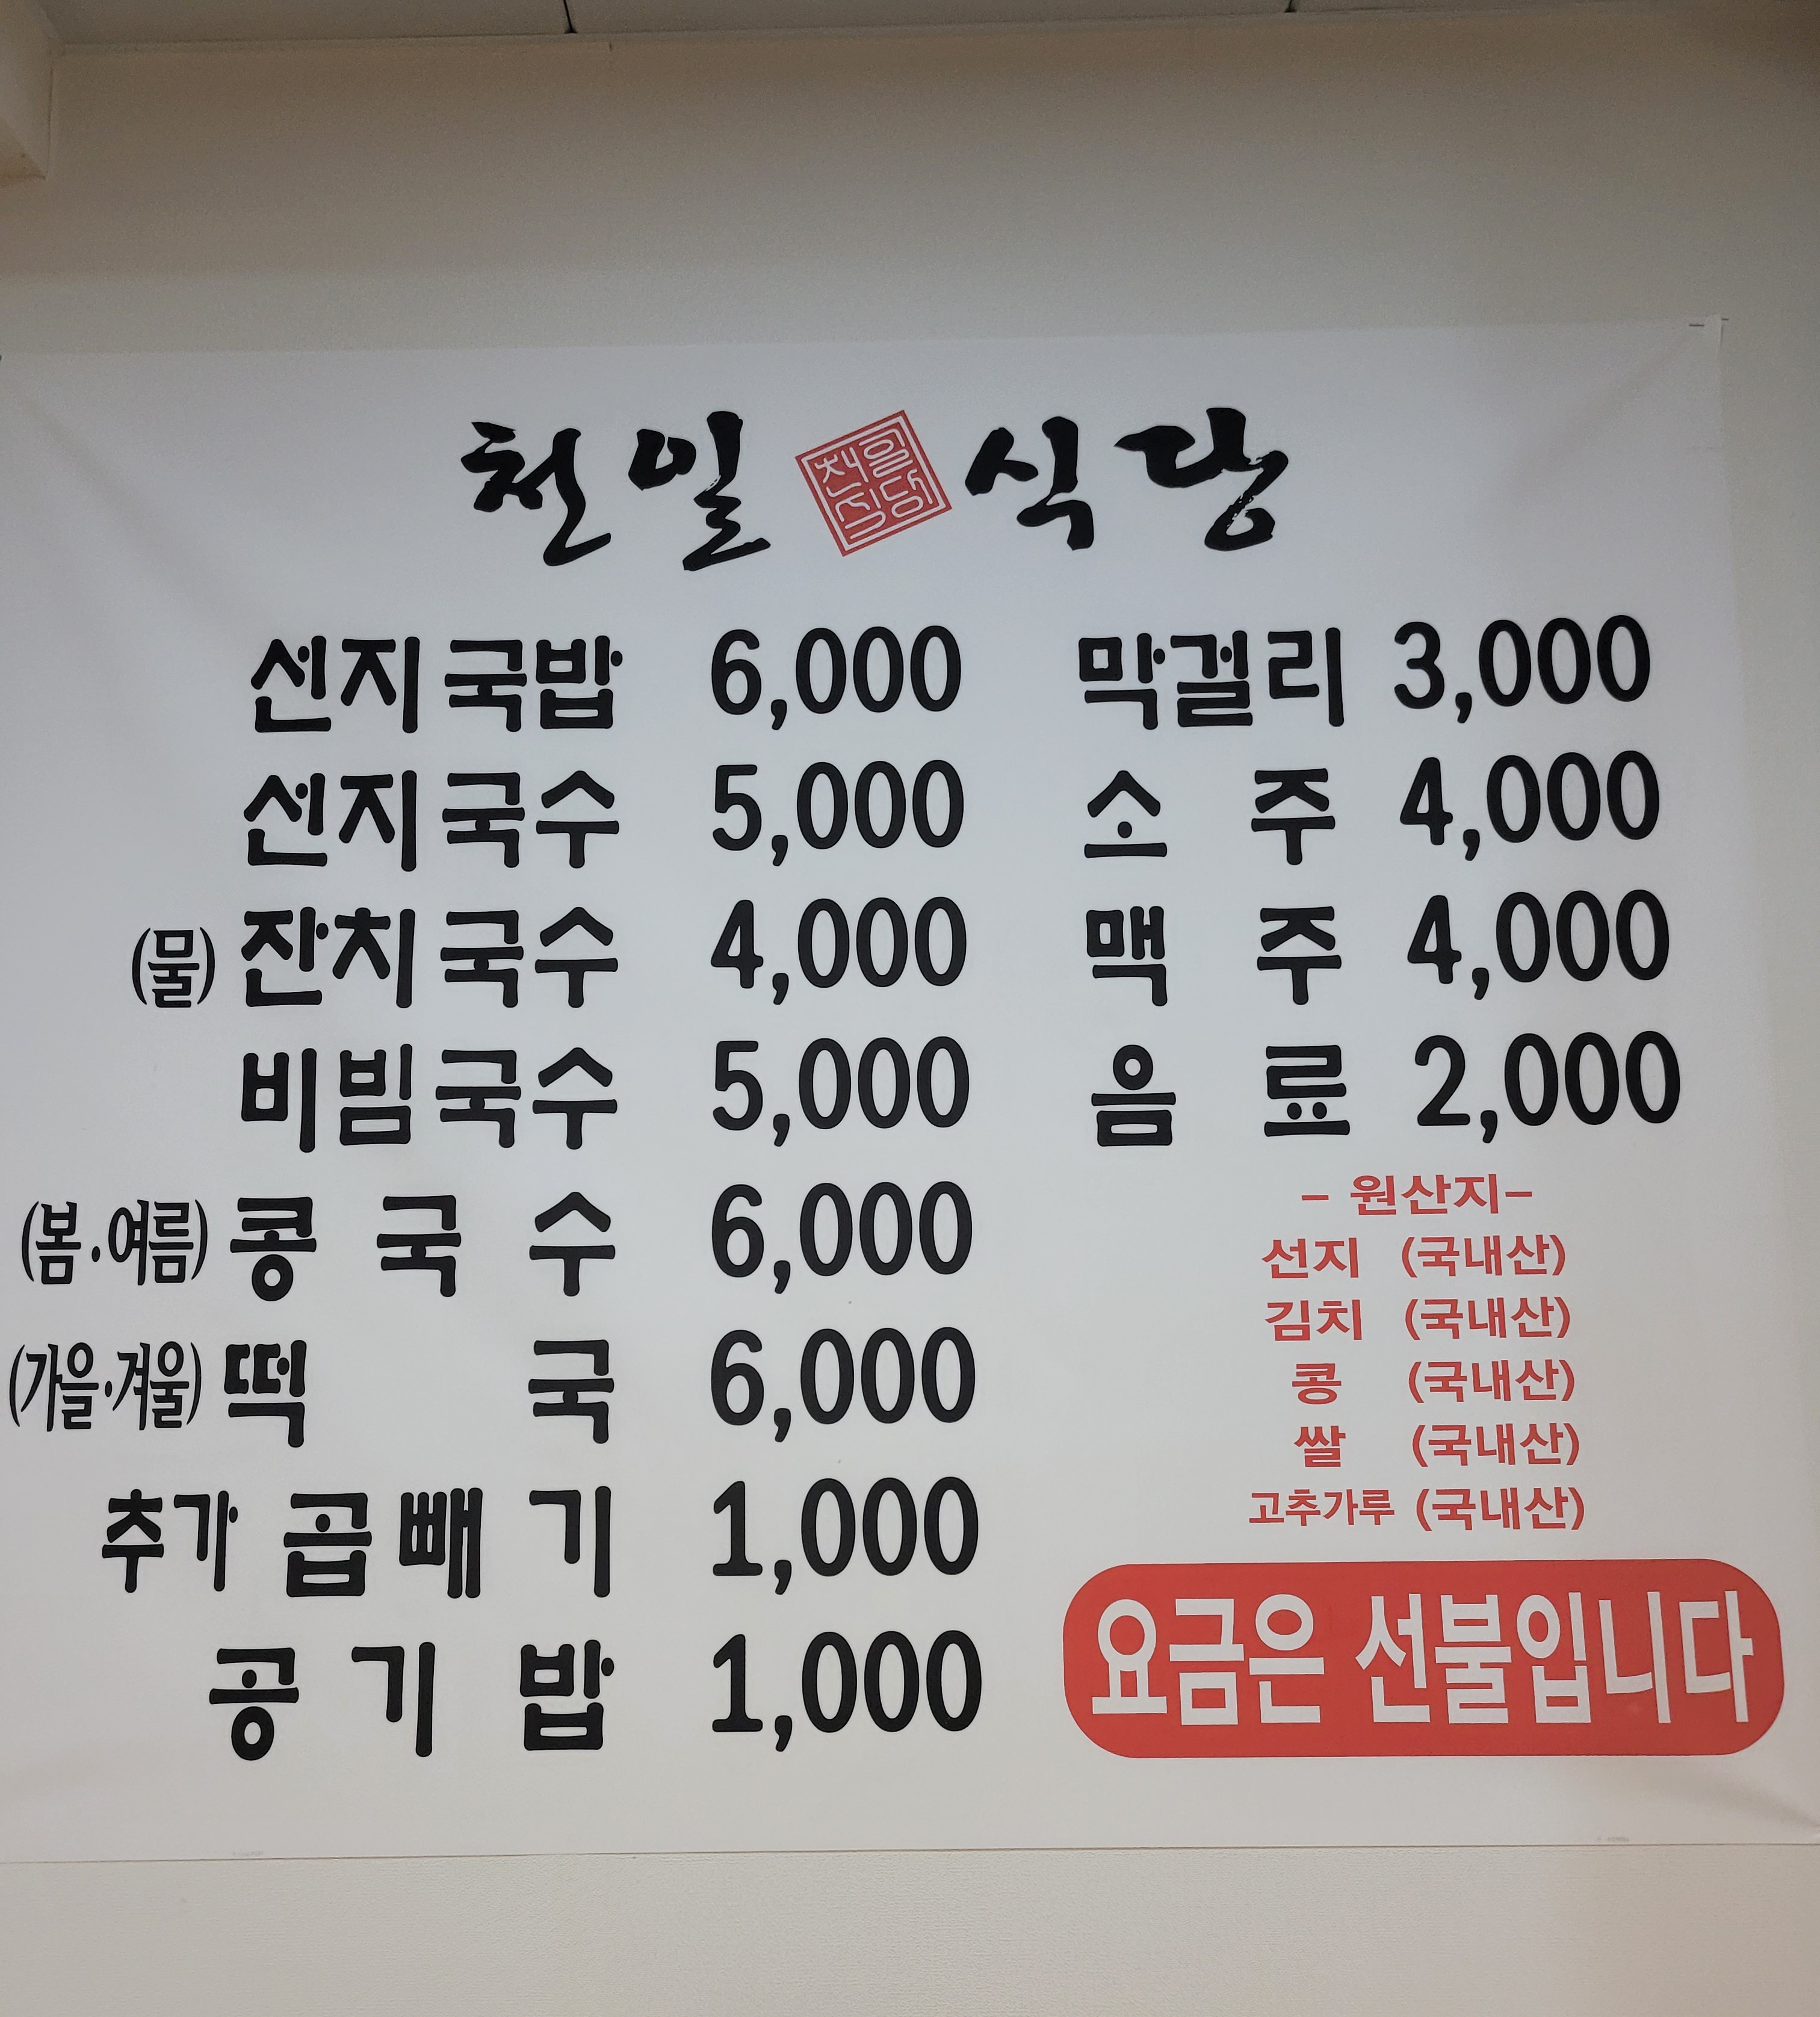 천일 식당
선지국밥 6,000
선지국수 5,000
(물) 잔치국수 4,000
비빔국수 5,000
(봄·여름) 콩국수 6,000
(가을·겨울) 떡국 6,000
추가 곱빼기 1,000
공기밥 1,000
막걸리 3,000
소주 4,000
맥주 4,000
음료 2,000
- 원산지-
선지 (국내산)
김치 (국내산)
콩 (국내산)
쌀 (국내산)
고추가루 (국내산)
요금은 선불입니다